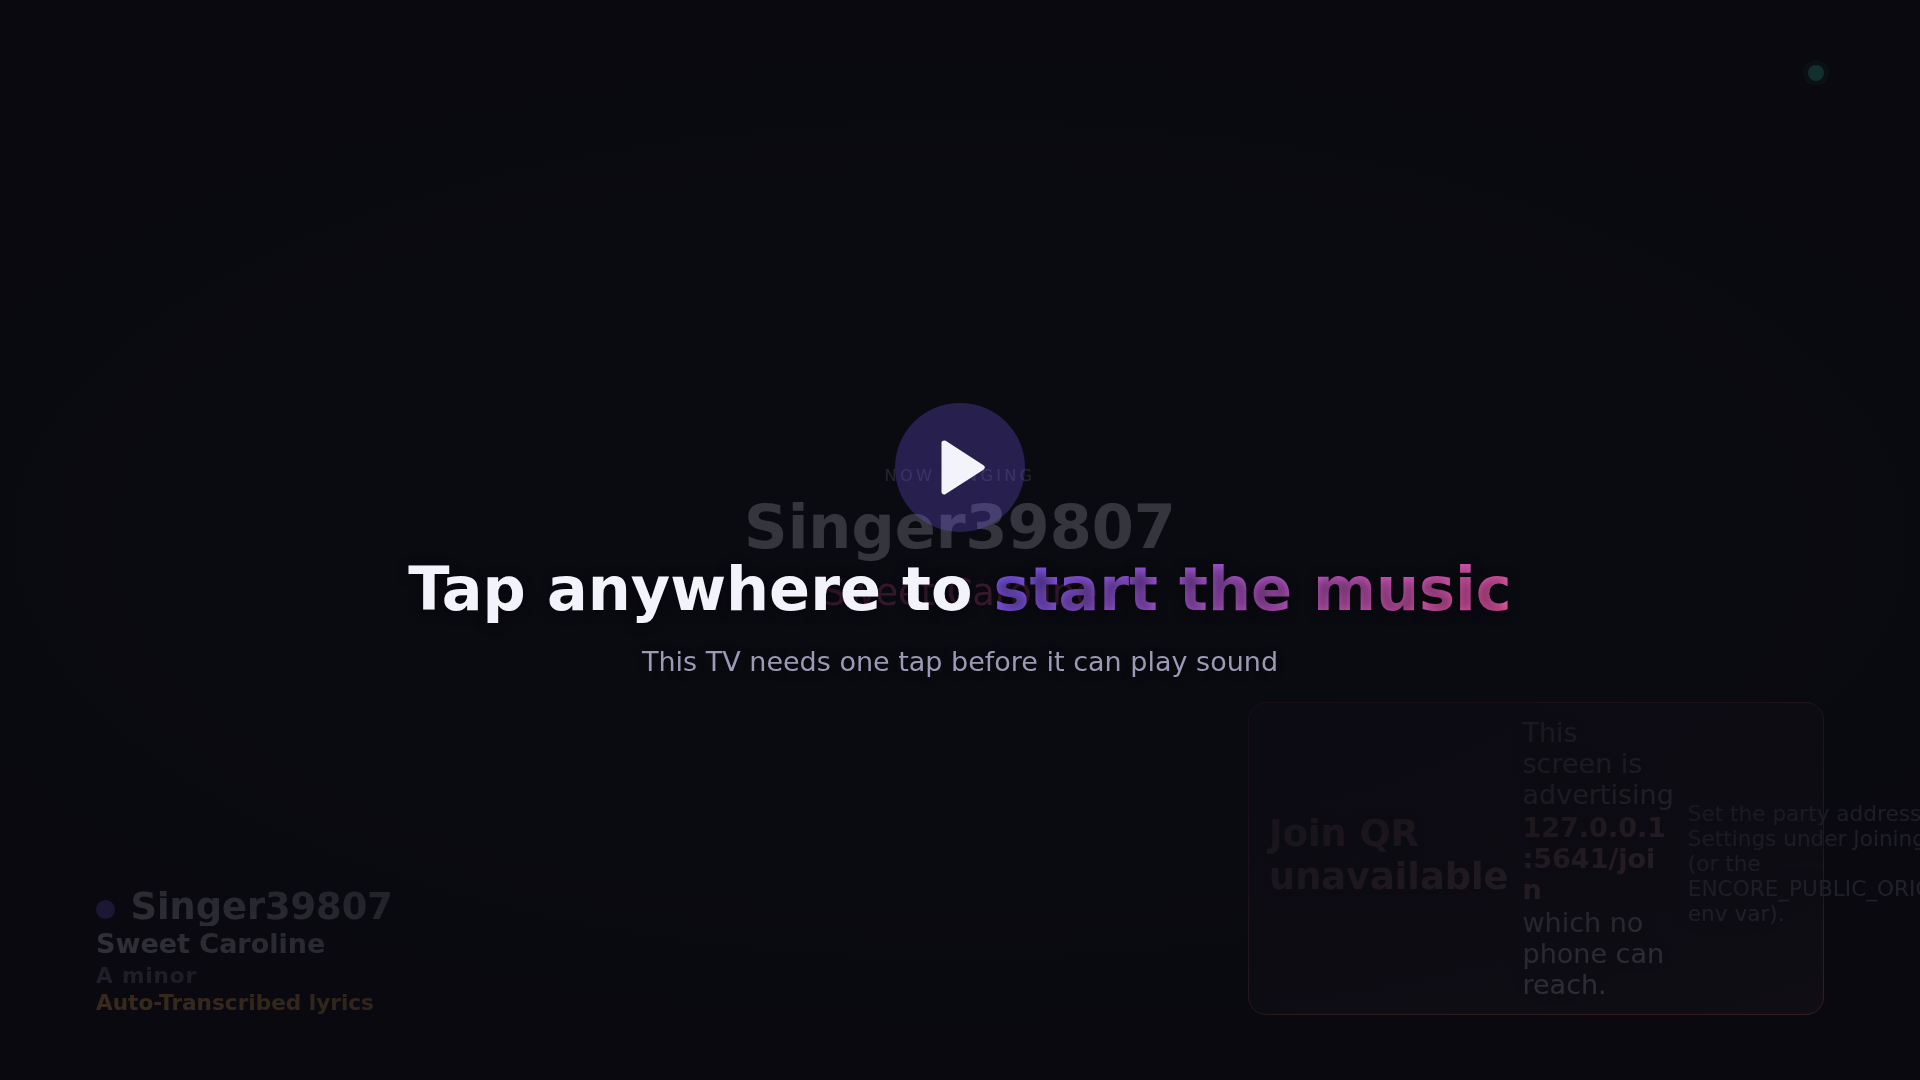 NOW SINGING
Singer39807
Sweet Caroline
Tap anywhere to start the music
This TV needs one tap before it can play sound
Join QR
unavailable
This
screen is
advertising
127.0.0.1
:5641/joi
n
which no
phone can
reach.
Set the party address
Settings under Joining
(or the
env var).
Singer39807
Sweet Caroline
A minor
Auto-Transcribed lyrics